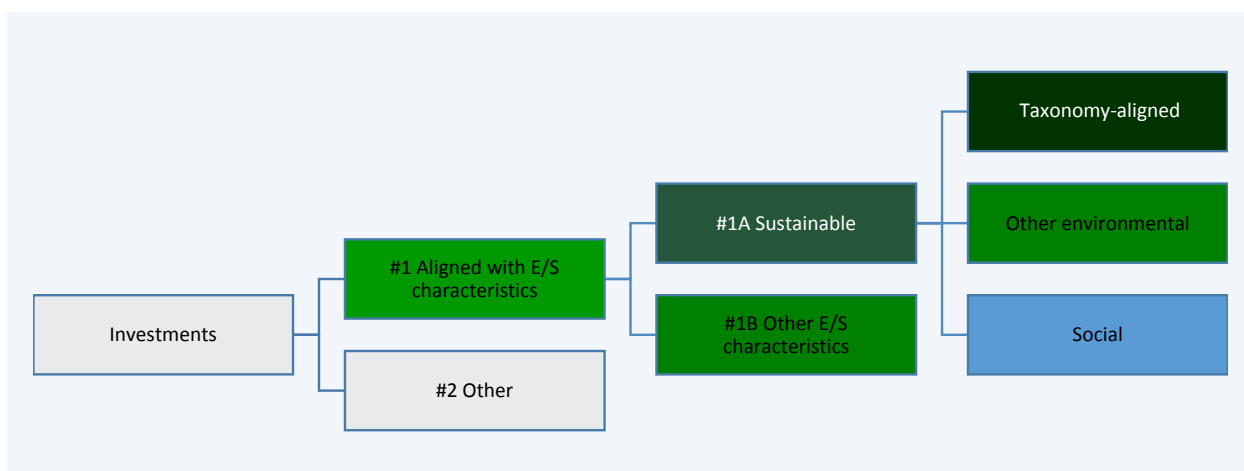 Investments
#1 Aligned with E/S
characteristics
#2 Other
#1A Sustainable
#1B Other E/S
characteristics
Taxonomy-aligned
Other environmental
Social